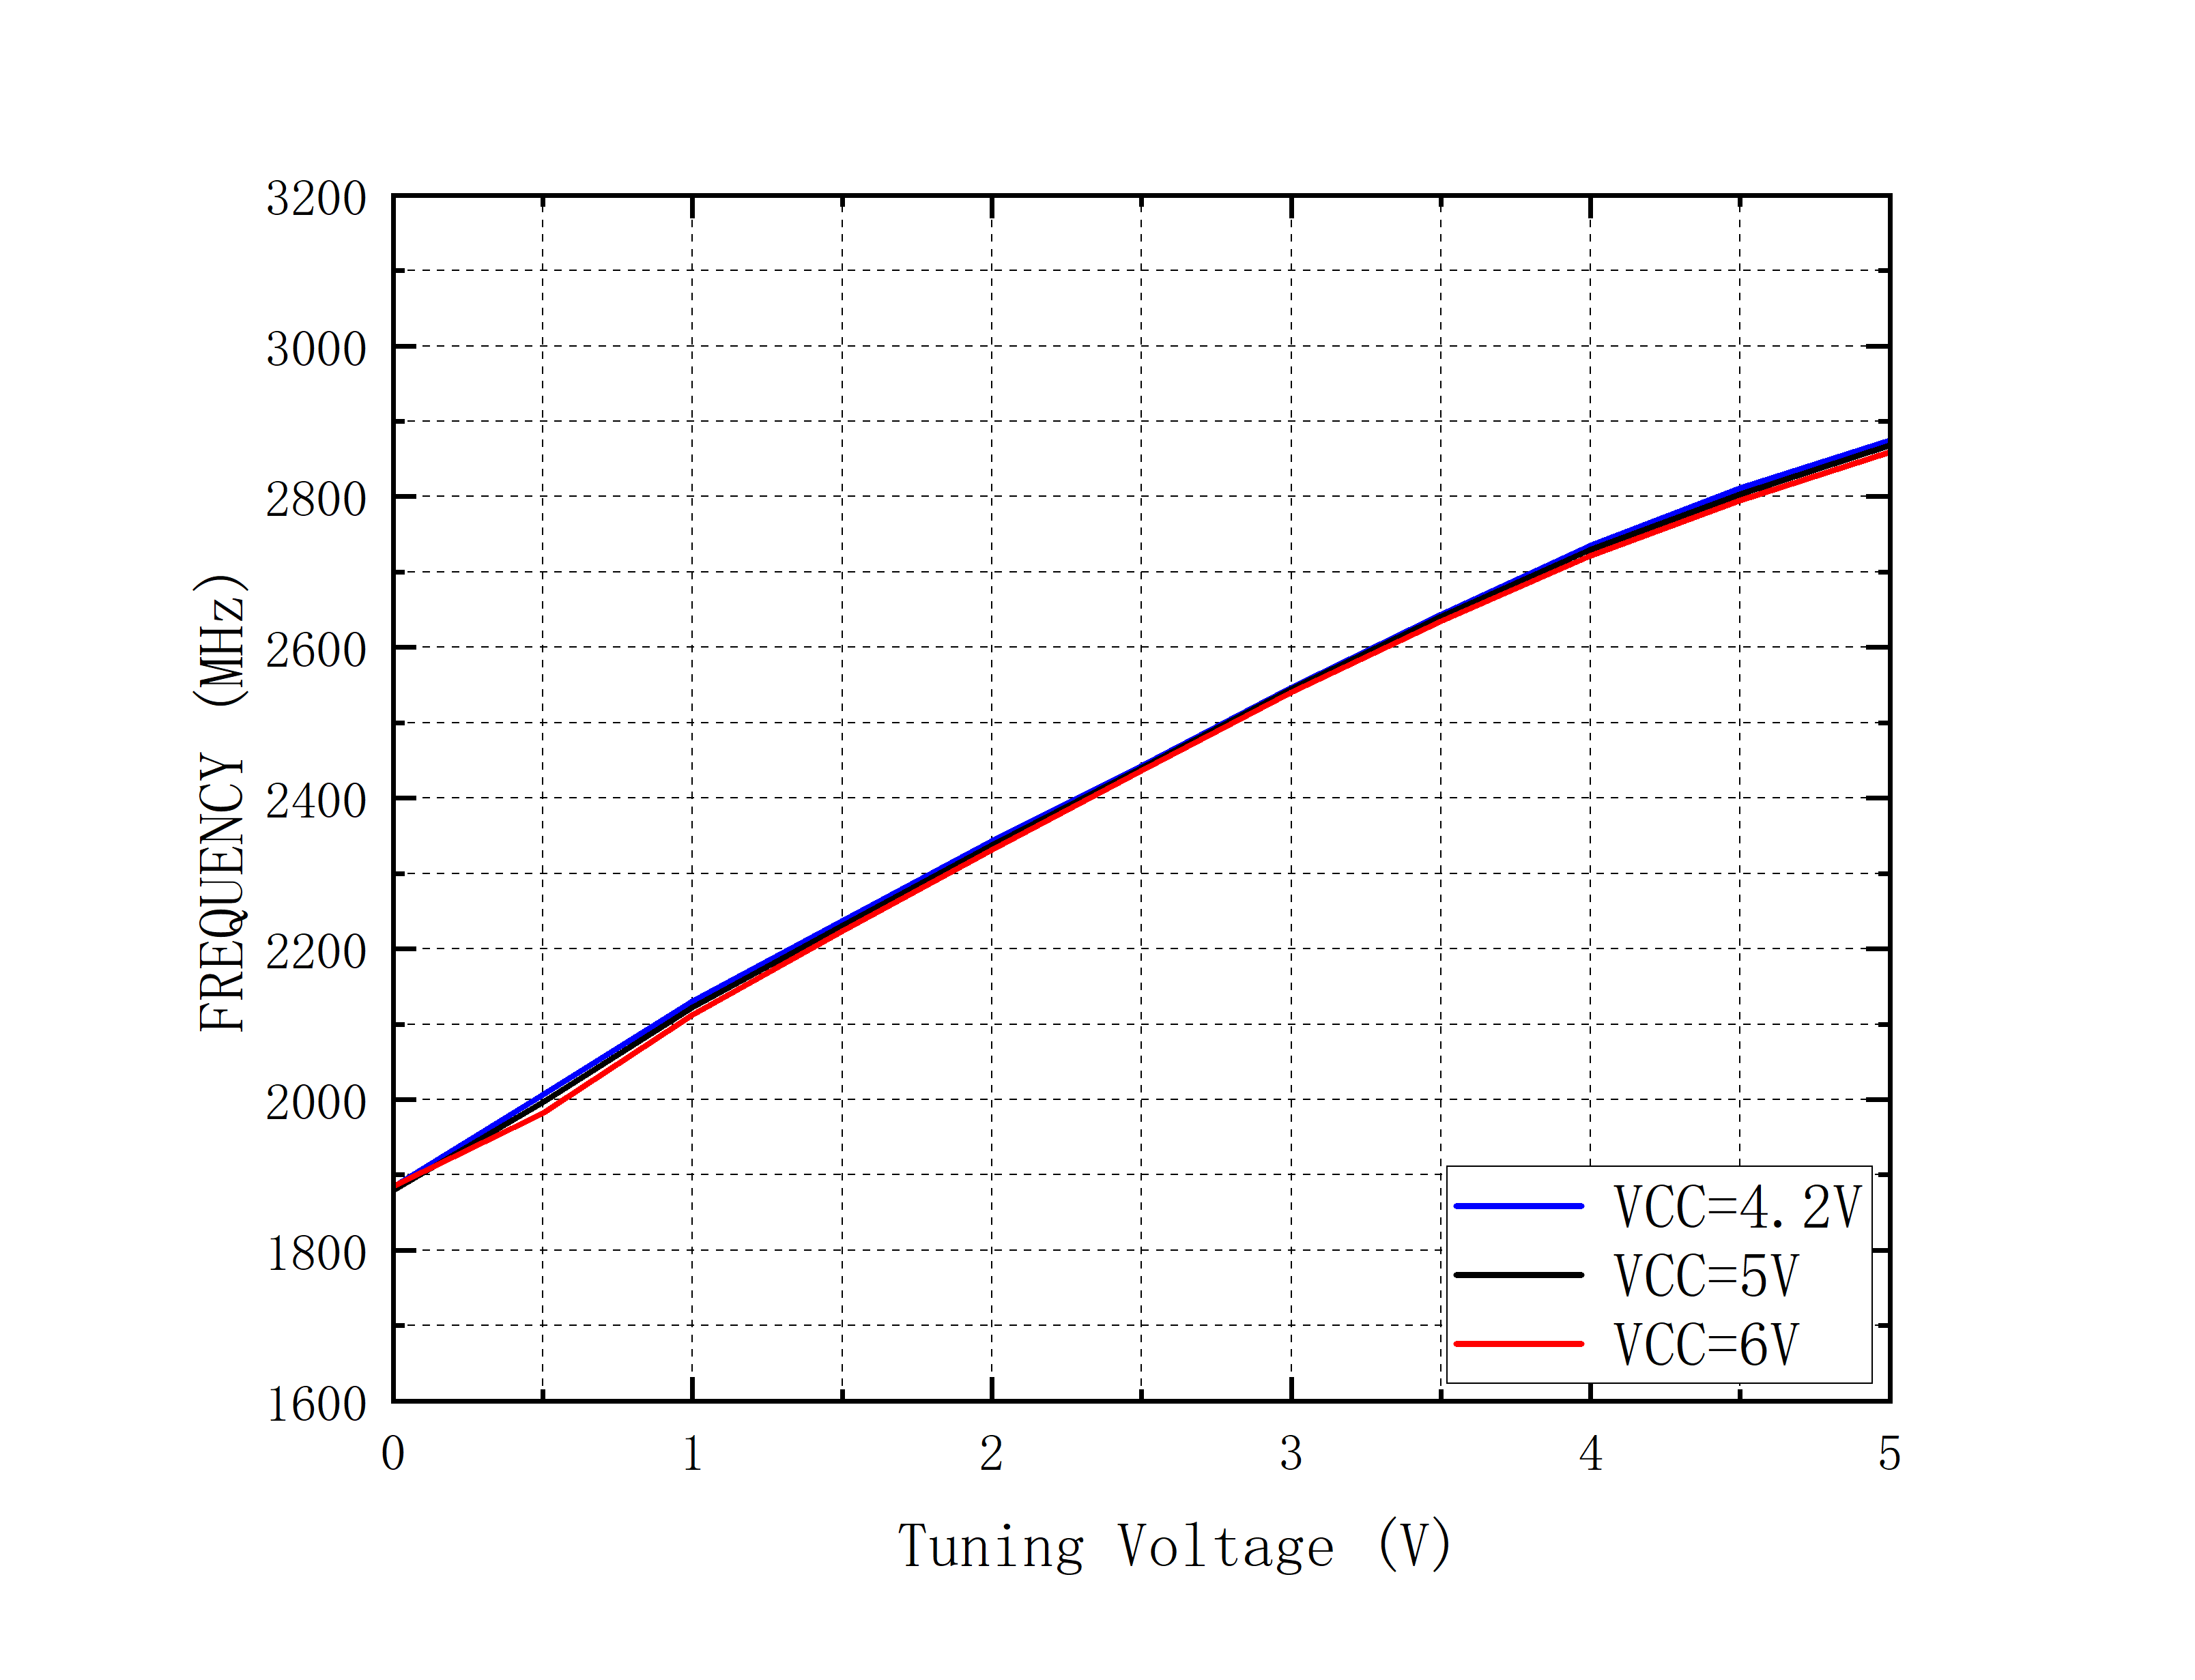 3200
3000
2800
2600
2400
2200
2000
1800
1600
FREQUENCY (MHz)
0 1 2 3 4 5
Tuning Voltage (V)
VCC=4.2V
VCC=5V
VCC=6V